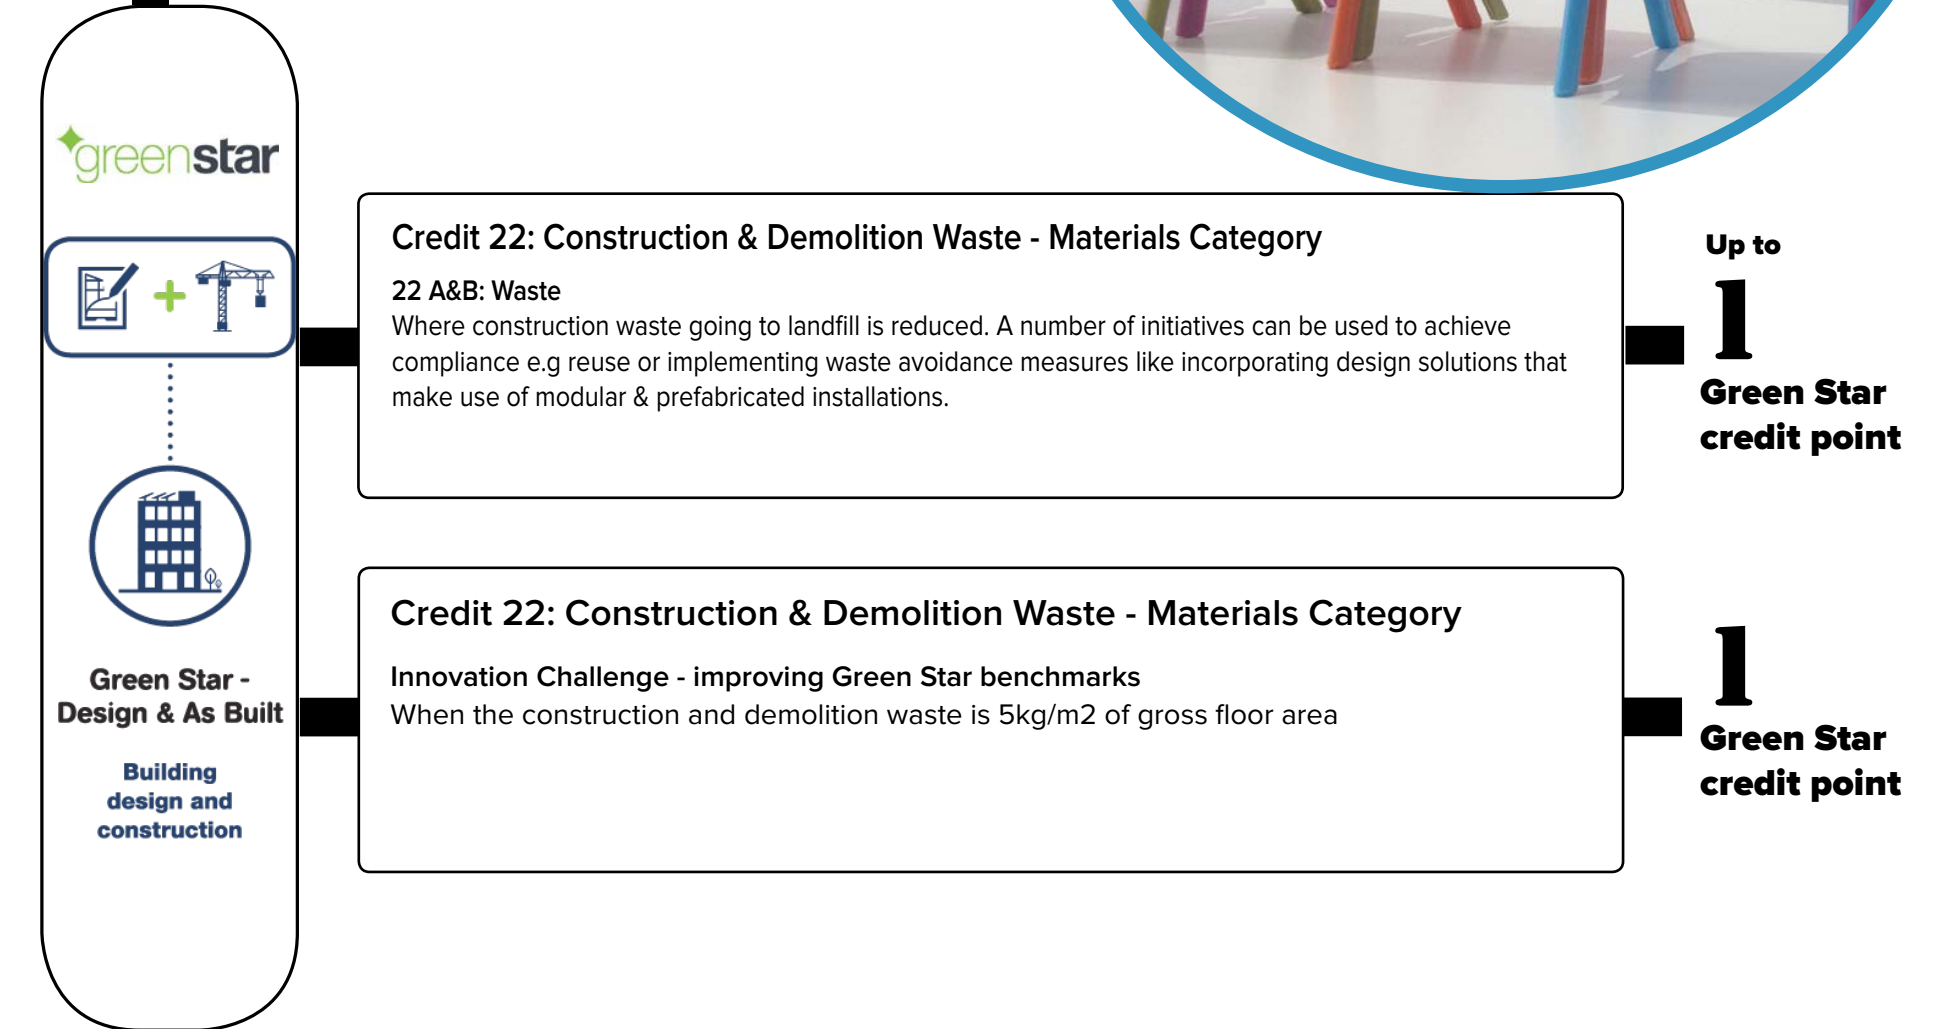 greenstar
Green Star -
Design & As Built
Building
design and
construction
Credit 22: Construction & Demolition Waste - Materials Category
22 A&B: Waste
Where construction waste going to landfill is reduced. A number of initiatives can be used to achieve
compliance e.g reuse or implementing waste avoidance measures like incorporating design solutions that
make use of modular & prefabricated installations.
Up to
1
Green Star
credit point
Credit 22: Construction & Demolition Waste - Materials Category
Innovation Challenge - improving Green Star benchmarks
When the construction and demolition waste is 5kg/m2 of gross floor area
1
Green Star
credit point